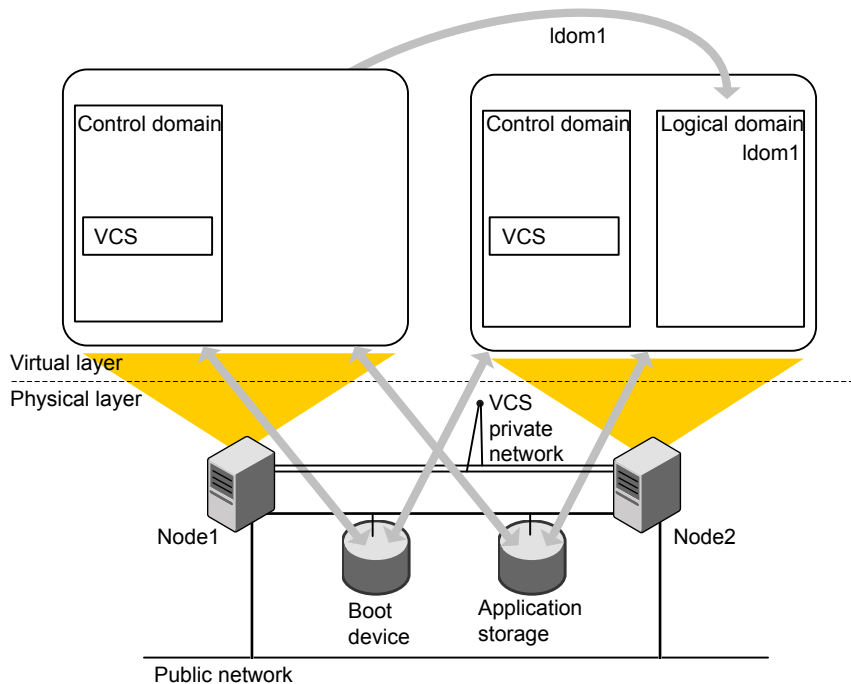 ldom1
Control domain
VCS
Control domain
VCS
Logical domain
ldom1
Virtual layer
Physical layer
VCS
private
network
Node1
Node2
Boot
device
Application
storage
Public network